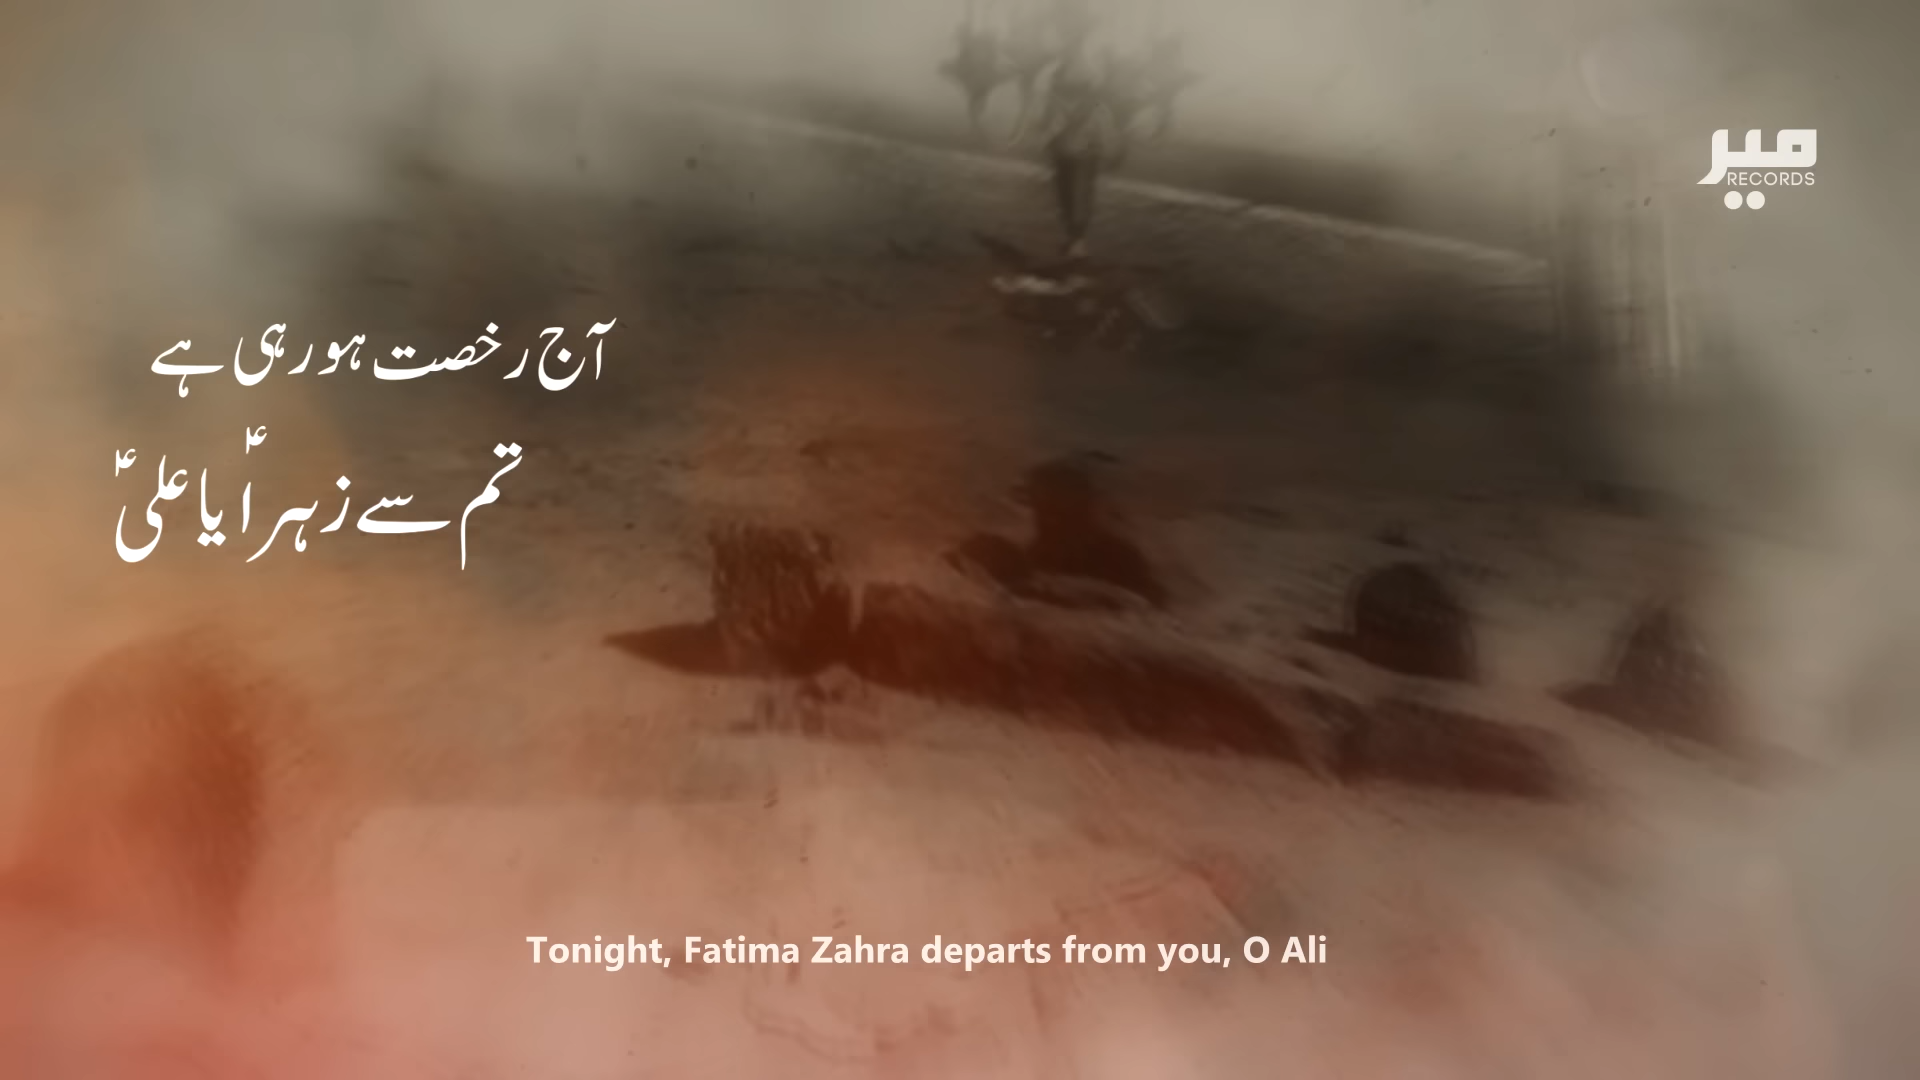 میر
RECORDS
آج رخصت ہو رہی ہے
تم سے زہراؑ یا علیؑ
Tonight, Fatima Zahra departs from you, O Ali